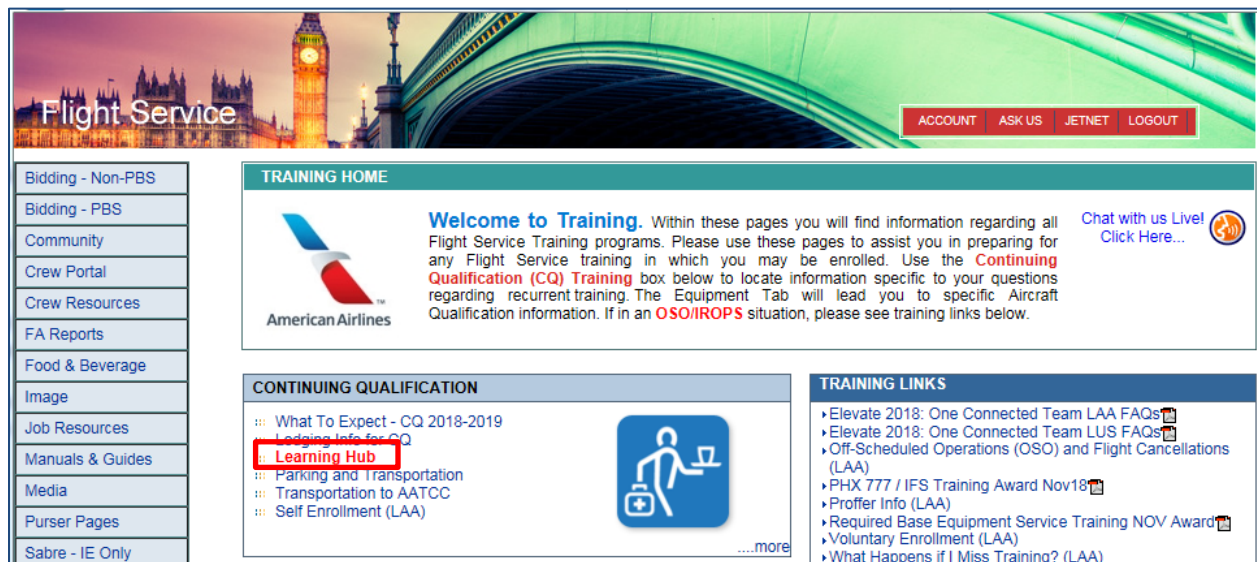 Flight Service
ACCOUNT ASK US JETNET LOGOUT
Bidding - Non-PBS
Bidding - PBS
Community
Crew Portal
Crew Resources
FA Reports
Food & Beverage
Image
Job Resources
Manuals & Guides
Media
Purser Pages
Sabre - IE Only
TRAINING HOME
American Airlines ™
Welcome to Training. Within these pages you will find information regarding all
Flight Service Training programs. Please use these pages to assist you in preparing for
any Flight Service training in which you may be enrolled. Use the Continuing
Qualification (CQ) Training box below to locate information specific to your questions
regarding recurrent training. The Equipment Tab will lead you to specific Aircraft
Qualification information. If in an OSO/IROPS situation, please see training links below.
Chat with us Live!
Click Here...
CONTINUING QUALIFICATION
What To Expect - CQ 2018-2019
Lodging Info for CQ
Learning Hub
Parking and Transportation
Transportation to AATCC
Self Enrollment (LAA)
....more
TRAINING LINKS
Elevate 2018: One Connected Team LAA FAQs
Elevate 2018: One Connected Team LUS FAQs
Off-Scheduled Operations (OSO) and Flight Cancellations
(LAA)
PHX 777 / IFS Training Award Nov18
Proffer Info (LAA)
Required Base Equipment Service Training NOV Award
Voluntary Enrollment (LAA)
What Happens if I Miss Training? (LAA)